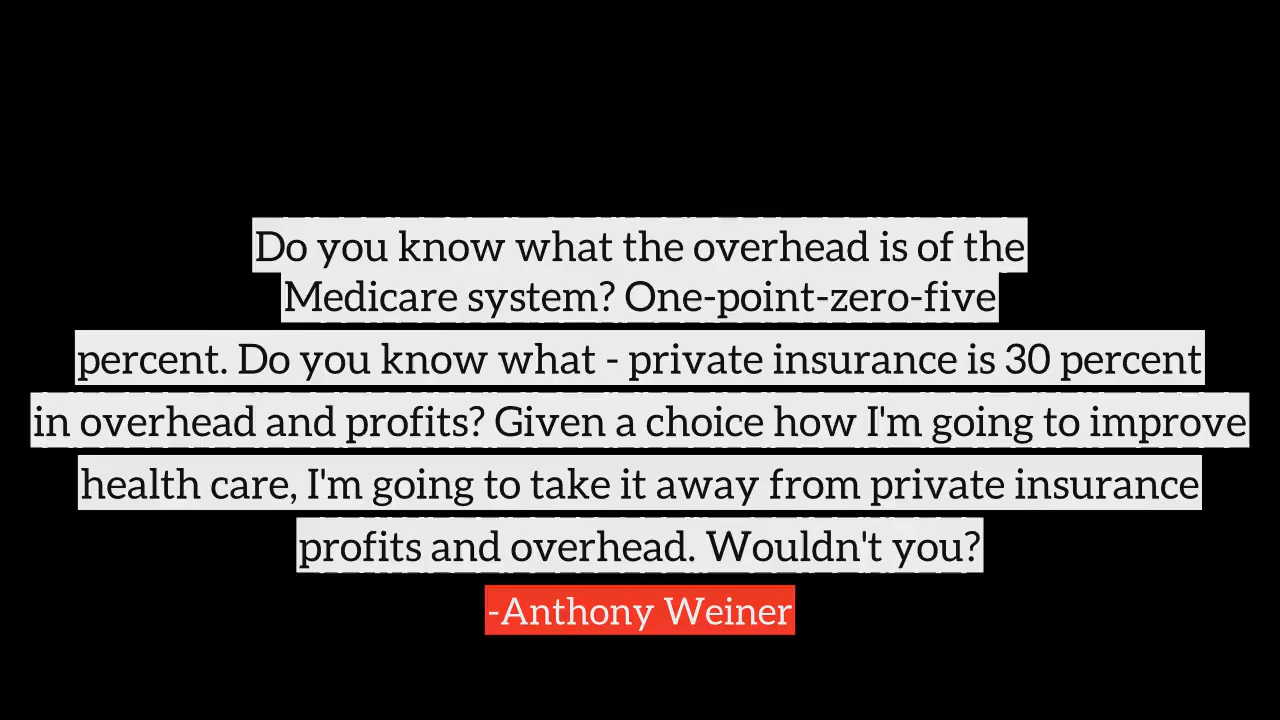 Do you know what the overhead is of the
Medicare system? One-point-zero-five
percent. Do you know what - private insurance is 30 percent
in overhead and profits? Given a choice how I'm going to improve
health care, I'm going to take it away from private insurance
profits and overhead. Wouldn't you?
-Anthony Weiner